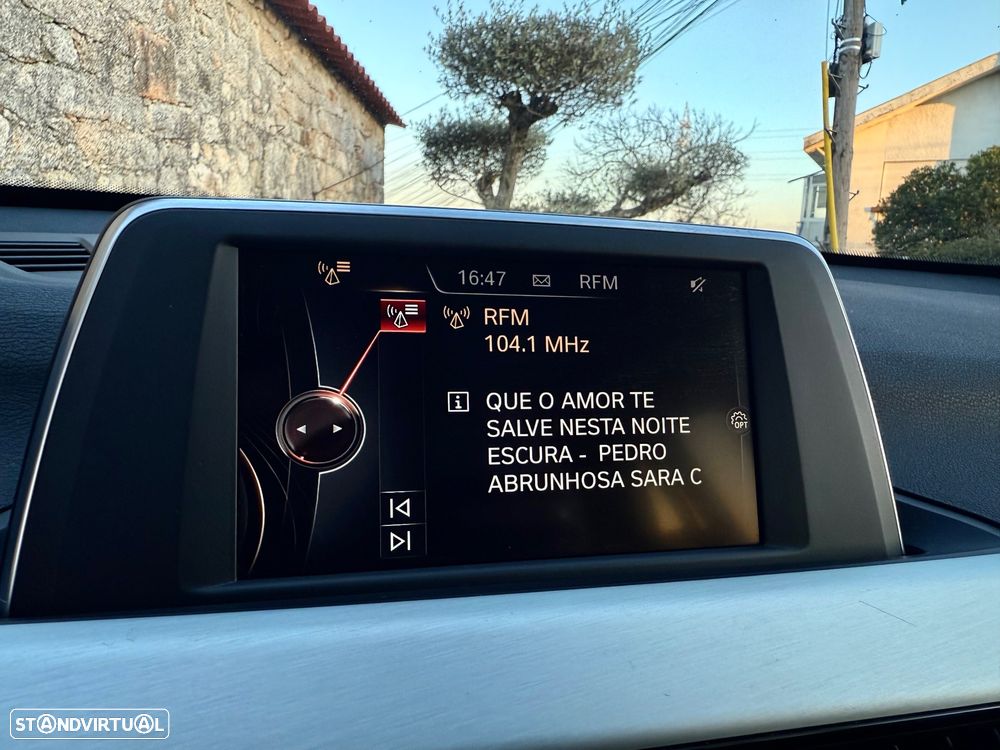 16:47 RFM
RFM
104.1 MHz
QUE O AMOR TE
SALVE NESTA NOITE
ESCURA - PEDRO
ABRUNHOSA SARA C
OPT
STANDVIRTUAL